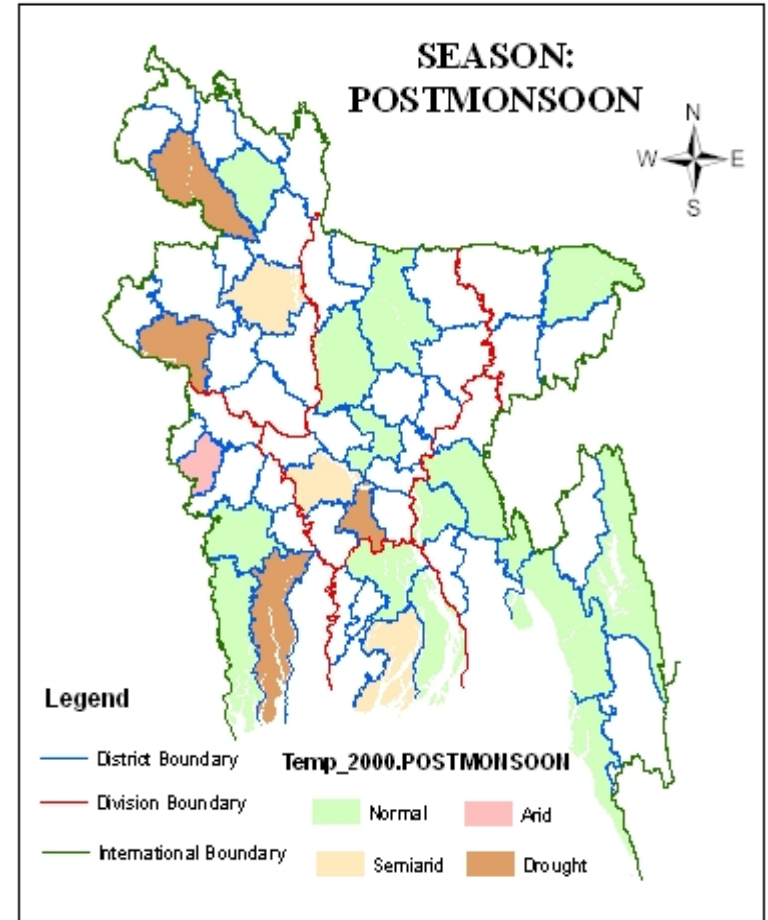 SEASON:
POSTMONSOON
N
W E
S
Legend
District Boundary
Division Boundary
International Boundary
Temp_2000.POSTMONSOON
Normal
Arid
Semiarid
Drought